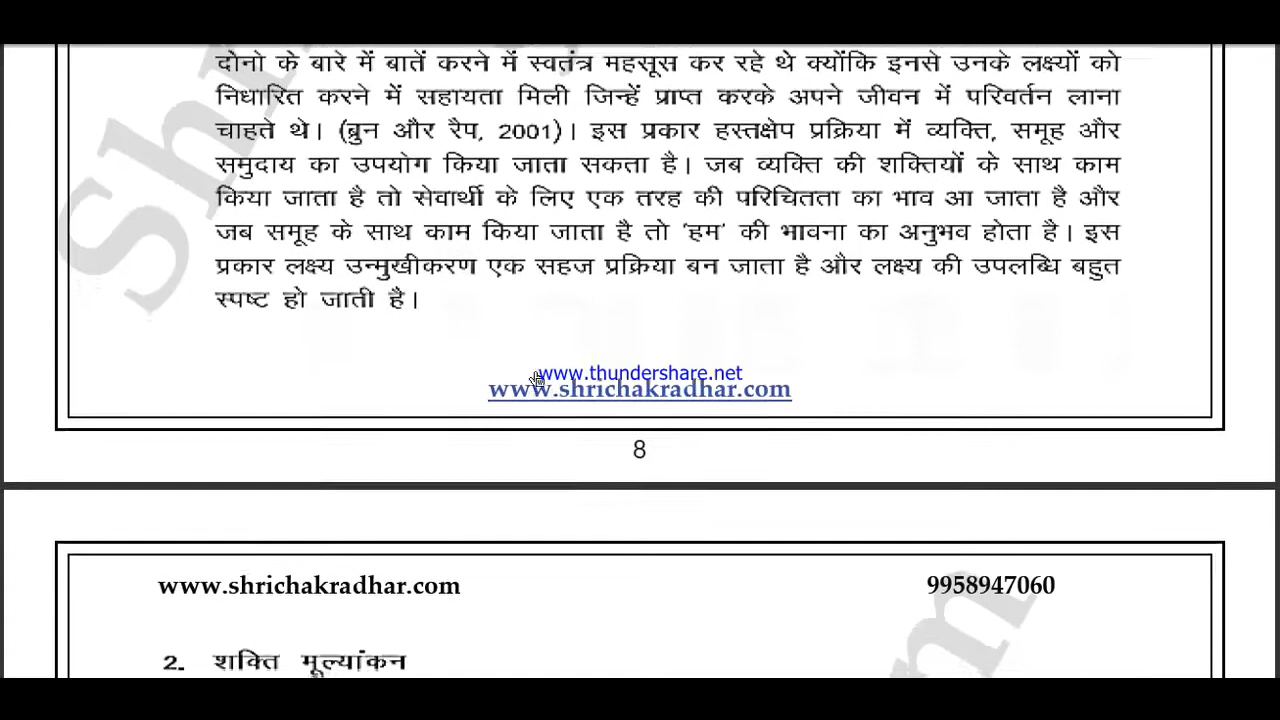 दोनो के बारे में बातें करने में स्वतंत्र महसूस कर रहे थे क्योंकि इनसे उनके लक्ष्यों को
निधारित करने में सहायता मिली जिन्हें प्राप्त करके अपने जीवन में परिवर्तन लाना
चाहते थे। (ब्रुन और रैप, 2001)। इस प्रकार हस्तक्षेप प्रक्रिया में व्यक्ति, समूह और
समुदाय का उपयोग किया जाता सकता है। जब व्यक्ति की शक्तियों के साथ काम
किया जाता है तो सेवार्थी के लिए एक तरह की परिचितता का भाव आ जाता है और
जब समूह के साथ काम किया जाता है तो 'हम' की भावना का अनुभव होता है। इस
प्रकार लक्ष्य उन्मुखीकरण एक सहज प्रक्रिया बन जाता है और लक्ष्य की उपलब्धि बहुत
स्पष्ट हो जाती है।
www.thundershare.net
www.shrichakradhar.com
8
www.shrichakradhar.com 9958947060
2. शक्ति मूल्यांकन